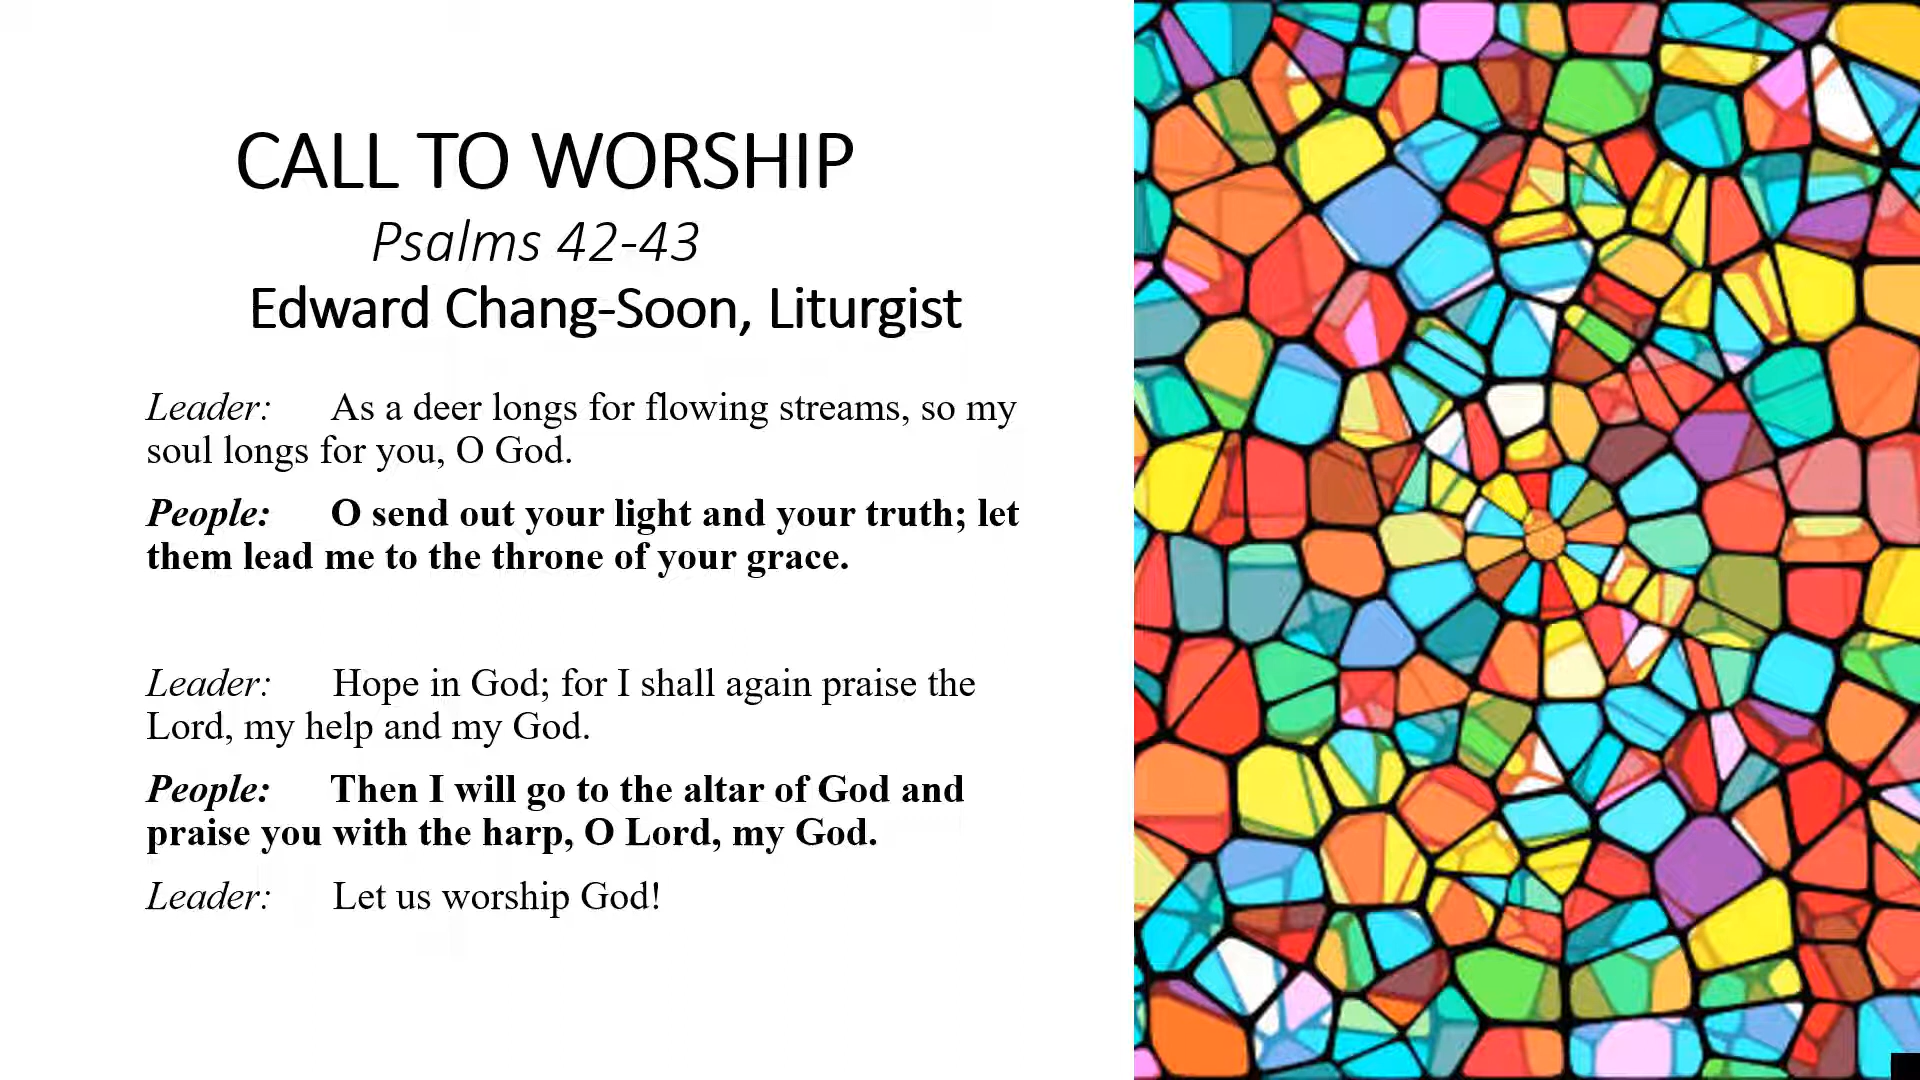 CALL TO WORSHIP
Psalms 42-43
Edward Chang-Soon, Liturgist
Leader: As a deer longs for flowing streams, so my
soul longs for you, O God.
People: O send out your light and your truth; let
them lead me to the throne of your grace.
Leader: Hope in God; for I shall again praise the
Lord, my help and my God.
People: Then I will go to the altar of God and
praise you with the harp, O Lord, my God.
Leader: Let us worship God!